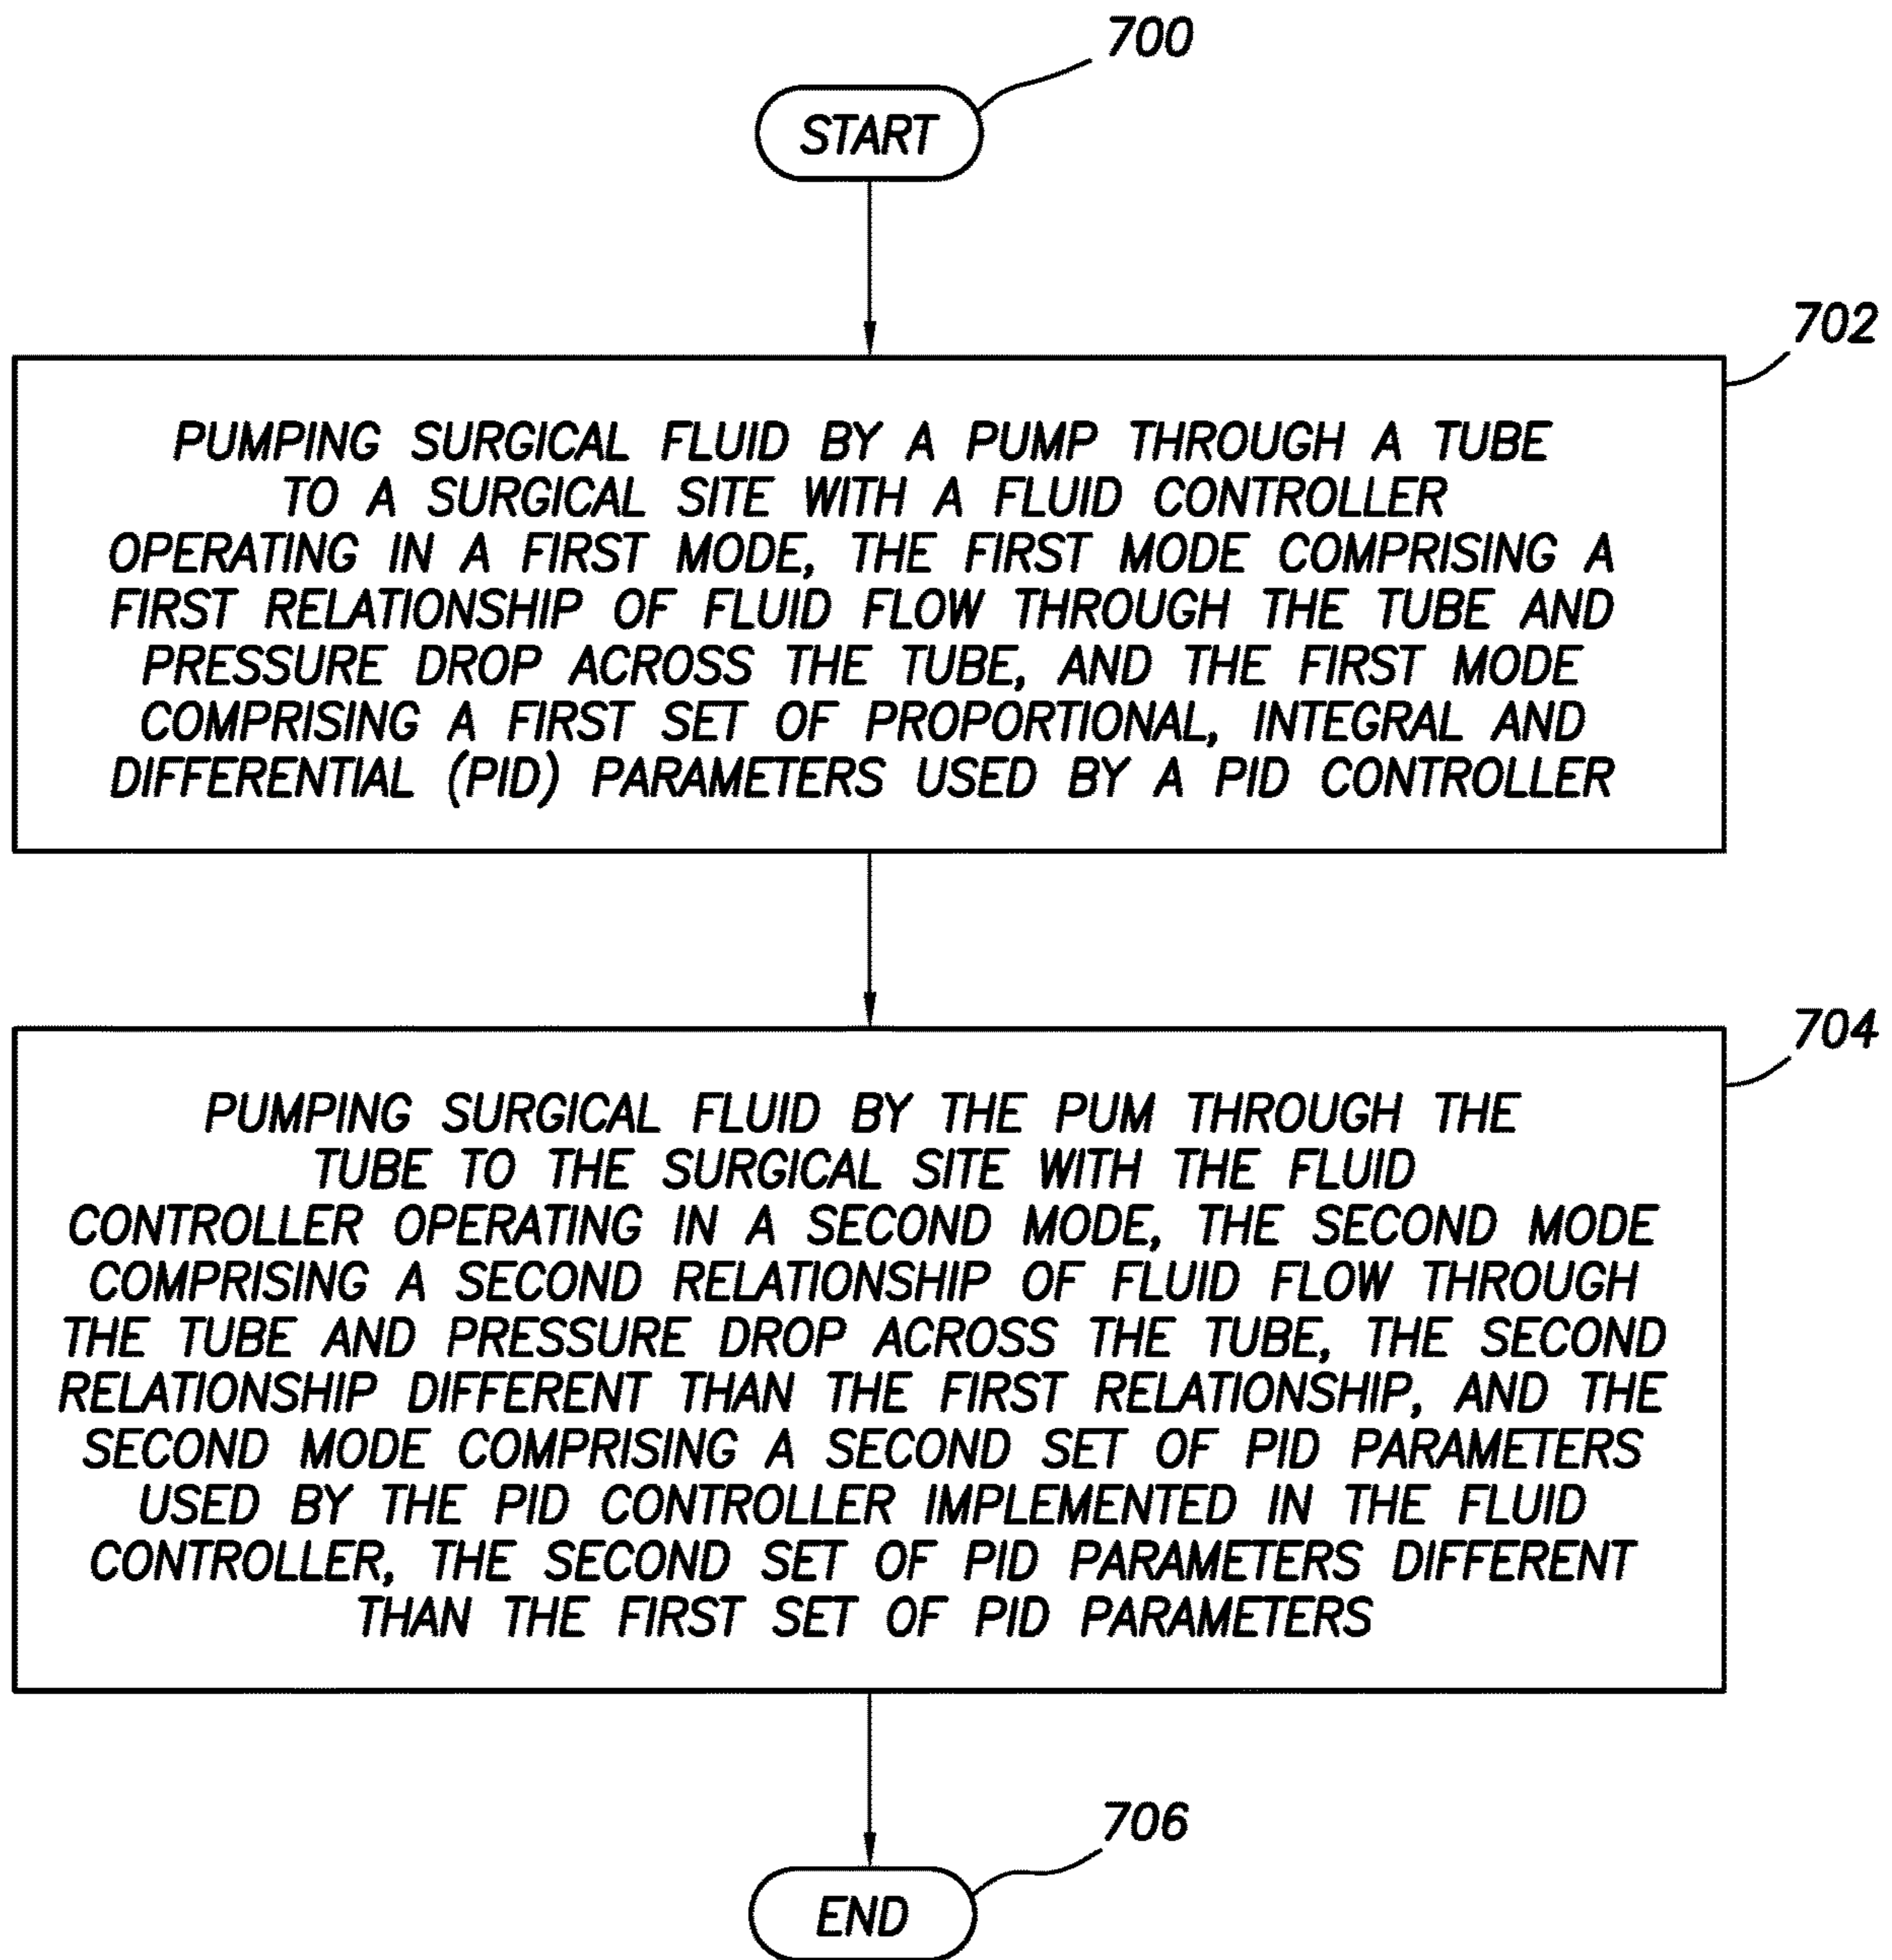 700
START
702
PUMPING SURGICAL FLUID BY A PUMP THROUGH A TUBE
TO A SURGICAL SITE WITH A FLUID CONTROLLER
OPERATING IN A FIRST MODE, THE FIRST MODE COMPRISING A
FIRST RELATIONSHIP OF FLUID FLOW THROUGH THE TUBE AND
PRESSURE DROP ACROSS THE TUBE, AND THE FIRST MODE
COMPRISING A FIRST SET OF PROPORTIONAL, INTEGRAL AND
DIFFERENTIAL (PID) PARAMETERS USED BY A PID CONTROLLER
704
PUMPING SURGICAL FLUID BY THE PUM THROUGH THE
TUBE TO THE SURGICAL SITE WITH THE FLUID
CONTROLLER OPERATING IN A SECOND MODE, THE SECOND MODE
COMPRISING A SECOND RELATIONSHIP OF FLUID FLOW THROUGH
THE TUBE AND PRESSURE DROP ACROSS THE TUBE, THE SECOND
RELATIONSHIP DIFFERENT THAN THE FIRST RELATIONSHIP, AND THE
SECOND MODE COMPRISING A SECOND SET OF PID PARAMETERS
USED BY THE PID CONTROLLER IMPLEMENTED IN THE FLUID
CONTROLLER, THE SECOND SET OF PID PARAMETERS DIFFERENT
THAN THE FIRST SET OF PID PARAMETERS
706
END